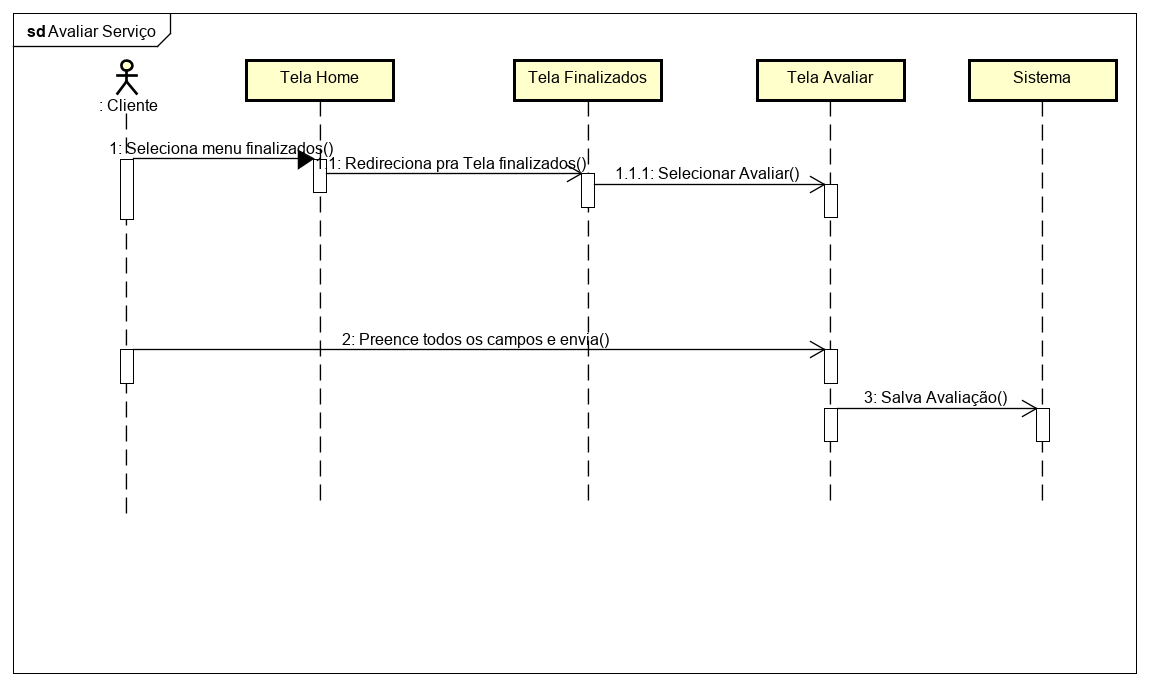 sd Avaliar Serviço
: Cliente
Tela Home
Tela Finalizados
Tela Avaliar
Sistema
1: Seleciona menu finalizados()
1.1: Redireciona pra Tela finalizados()
1.1.1: Selecionar Avaliar()
2: Preence todos os campos e envia()
3: Salva Avaliação()